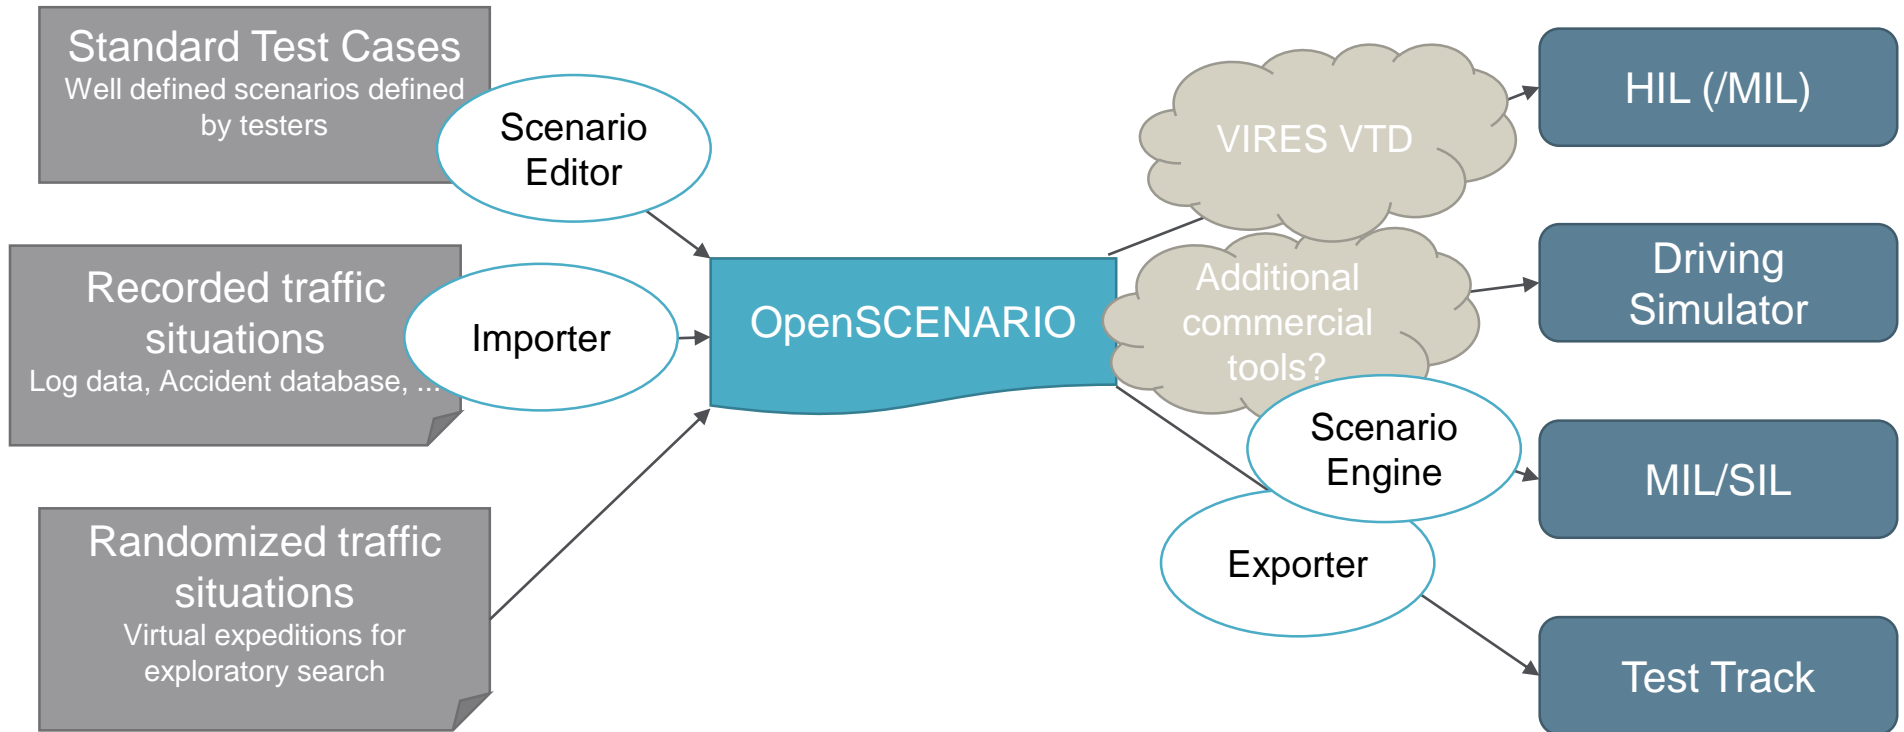 Standard Test Cases
Well defined scenarios defined
by testers
Scenario
Editor
Recorded traffic
situations
Log data, Accident database, ...
Importer
Randomized traffic
situations
Virtual expeditions for
exploratory search
OpenSCENARIO
VIRES VTD
Additional
commercial
tools?
Scenario
Engine
Exporter
HIL (/MIL)
Driving
Simulator
MIL/SIL
Test Track